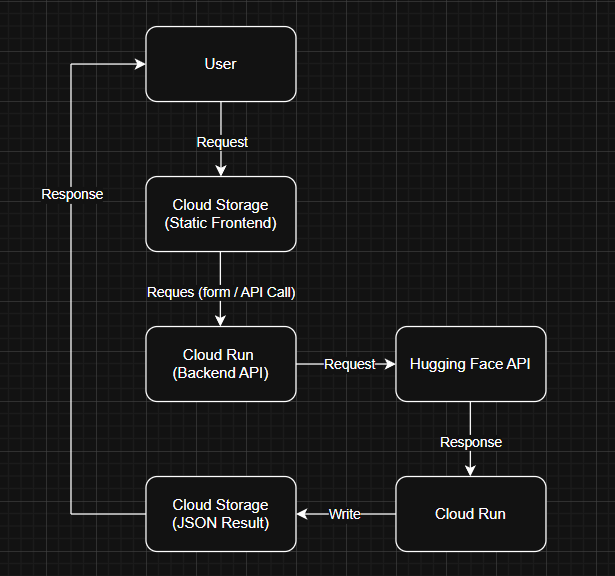 User
Request
Response
Cloud Storage
(Static Frontend)
Reques (form / API Call)
Cloud Run
(Backend API)
Request
Hugging Face API
Response
Cloud Storage
(JSON Result)
Write
Cloud Run